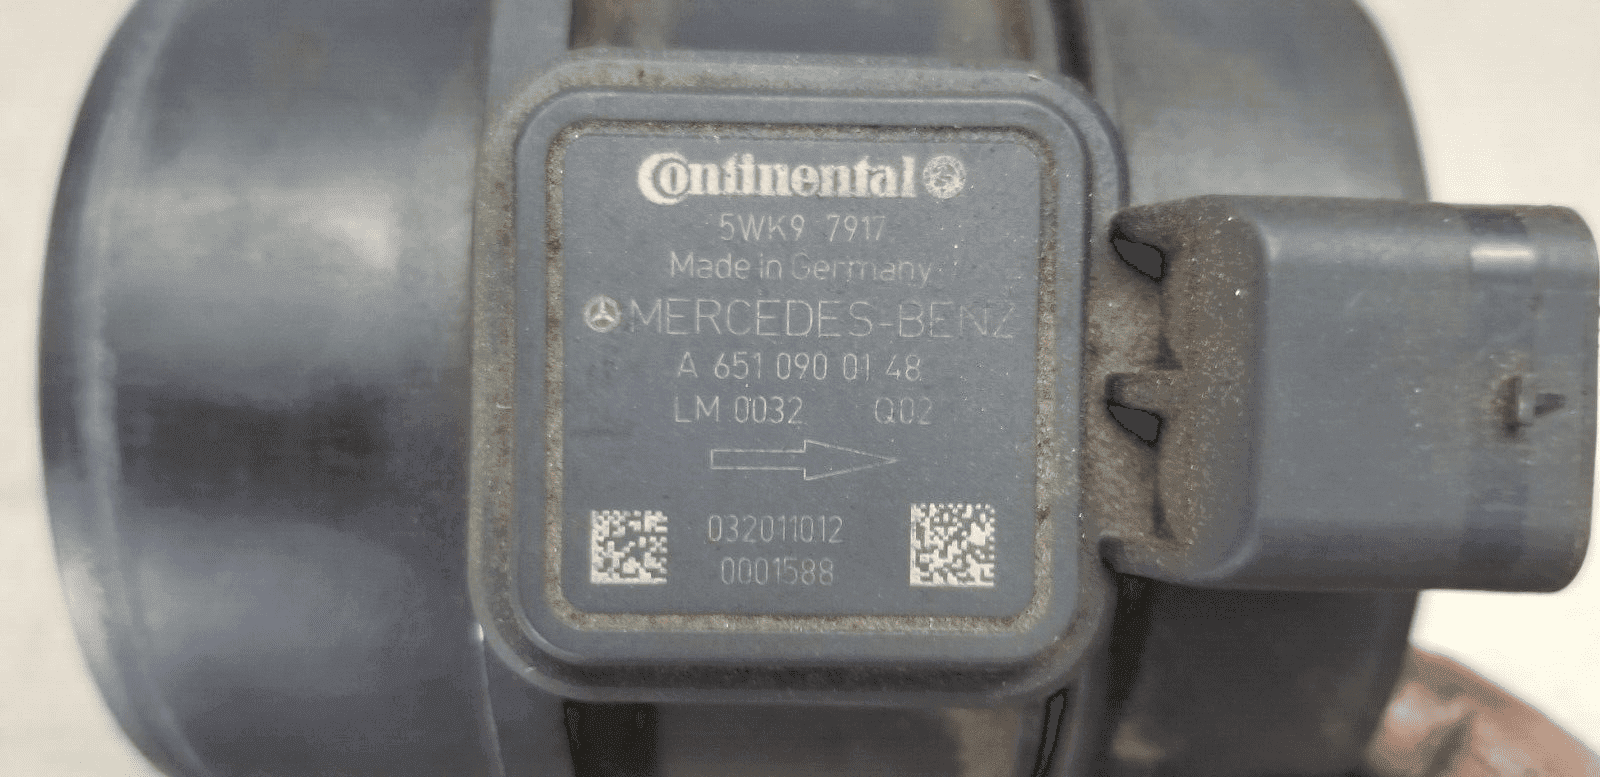 Continental
5WK9 7917
Made in Germany
MERCEDES-BENZ
A 651 090 01 48
LM 0032 Q02
032011012
0001588